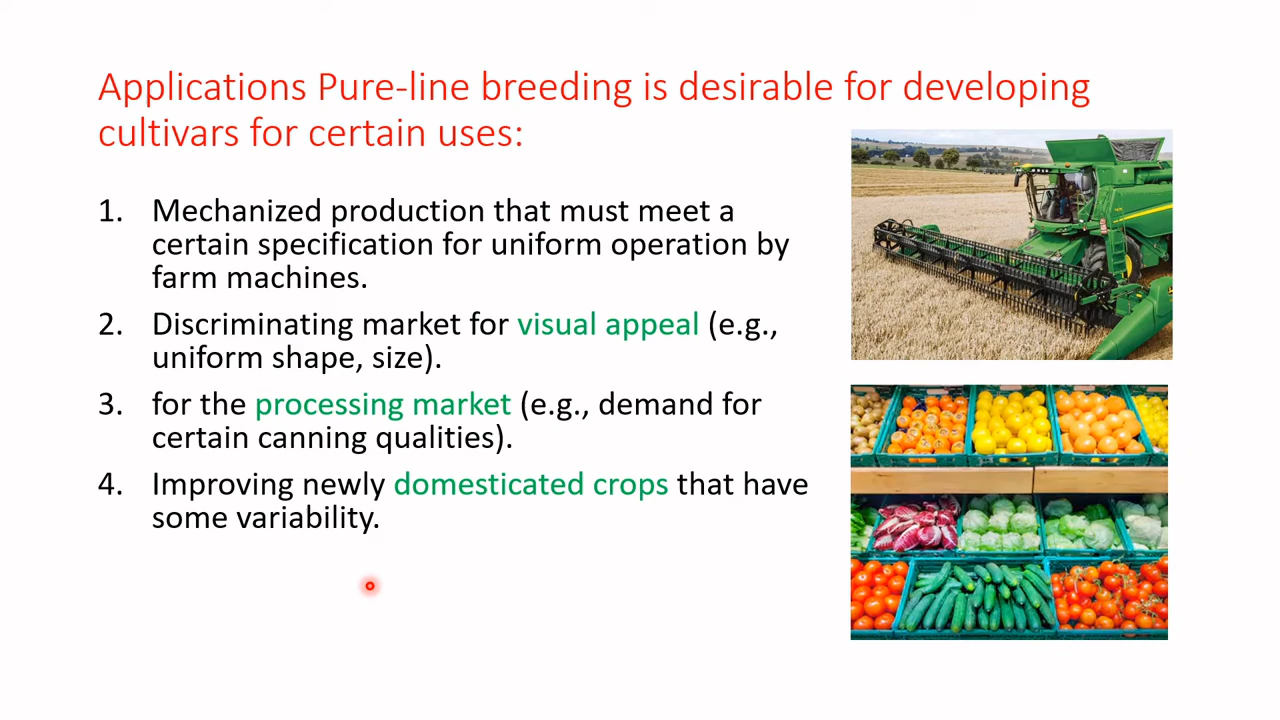 Applications Pure-line breeding is desirable for developing
cultivars for certain uses:
1. Mechanized production that must meet a
certain specification for uniform operation by
farm machines.
2. Discriminating market for visual appeal (e.g.,
uniform shape, size).
3. for the processing market (e.g., demand for
certain canning qualities).
4. Improving newly domesticated crops that have
some variability.